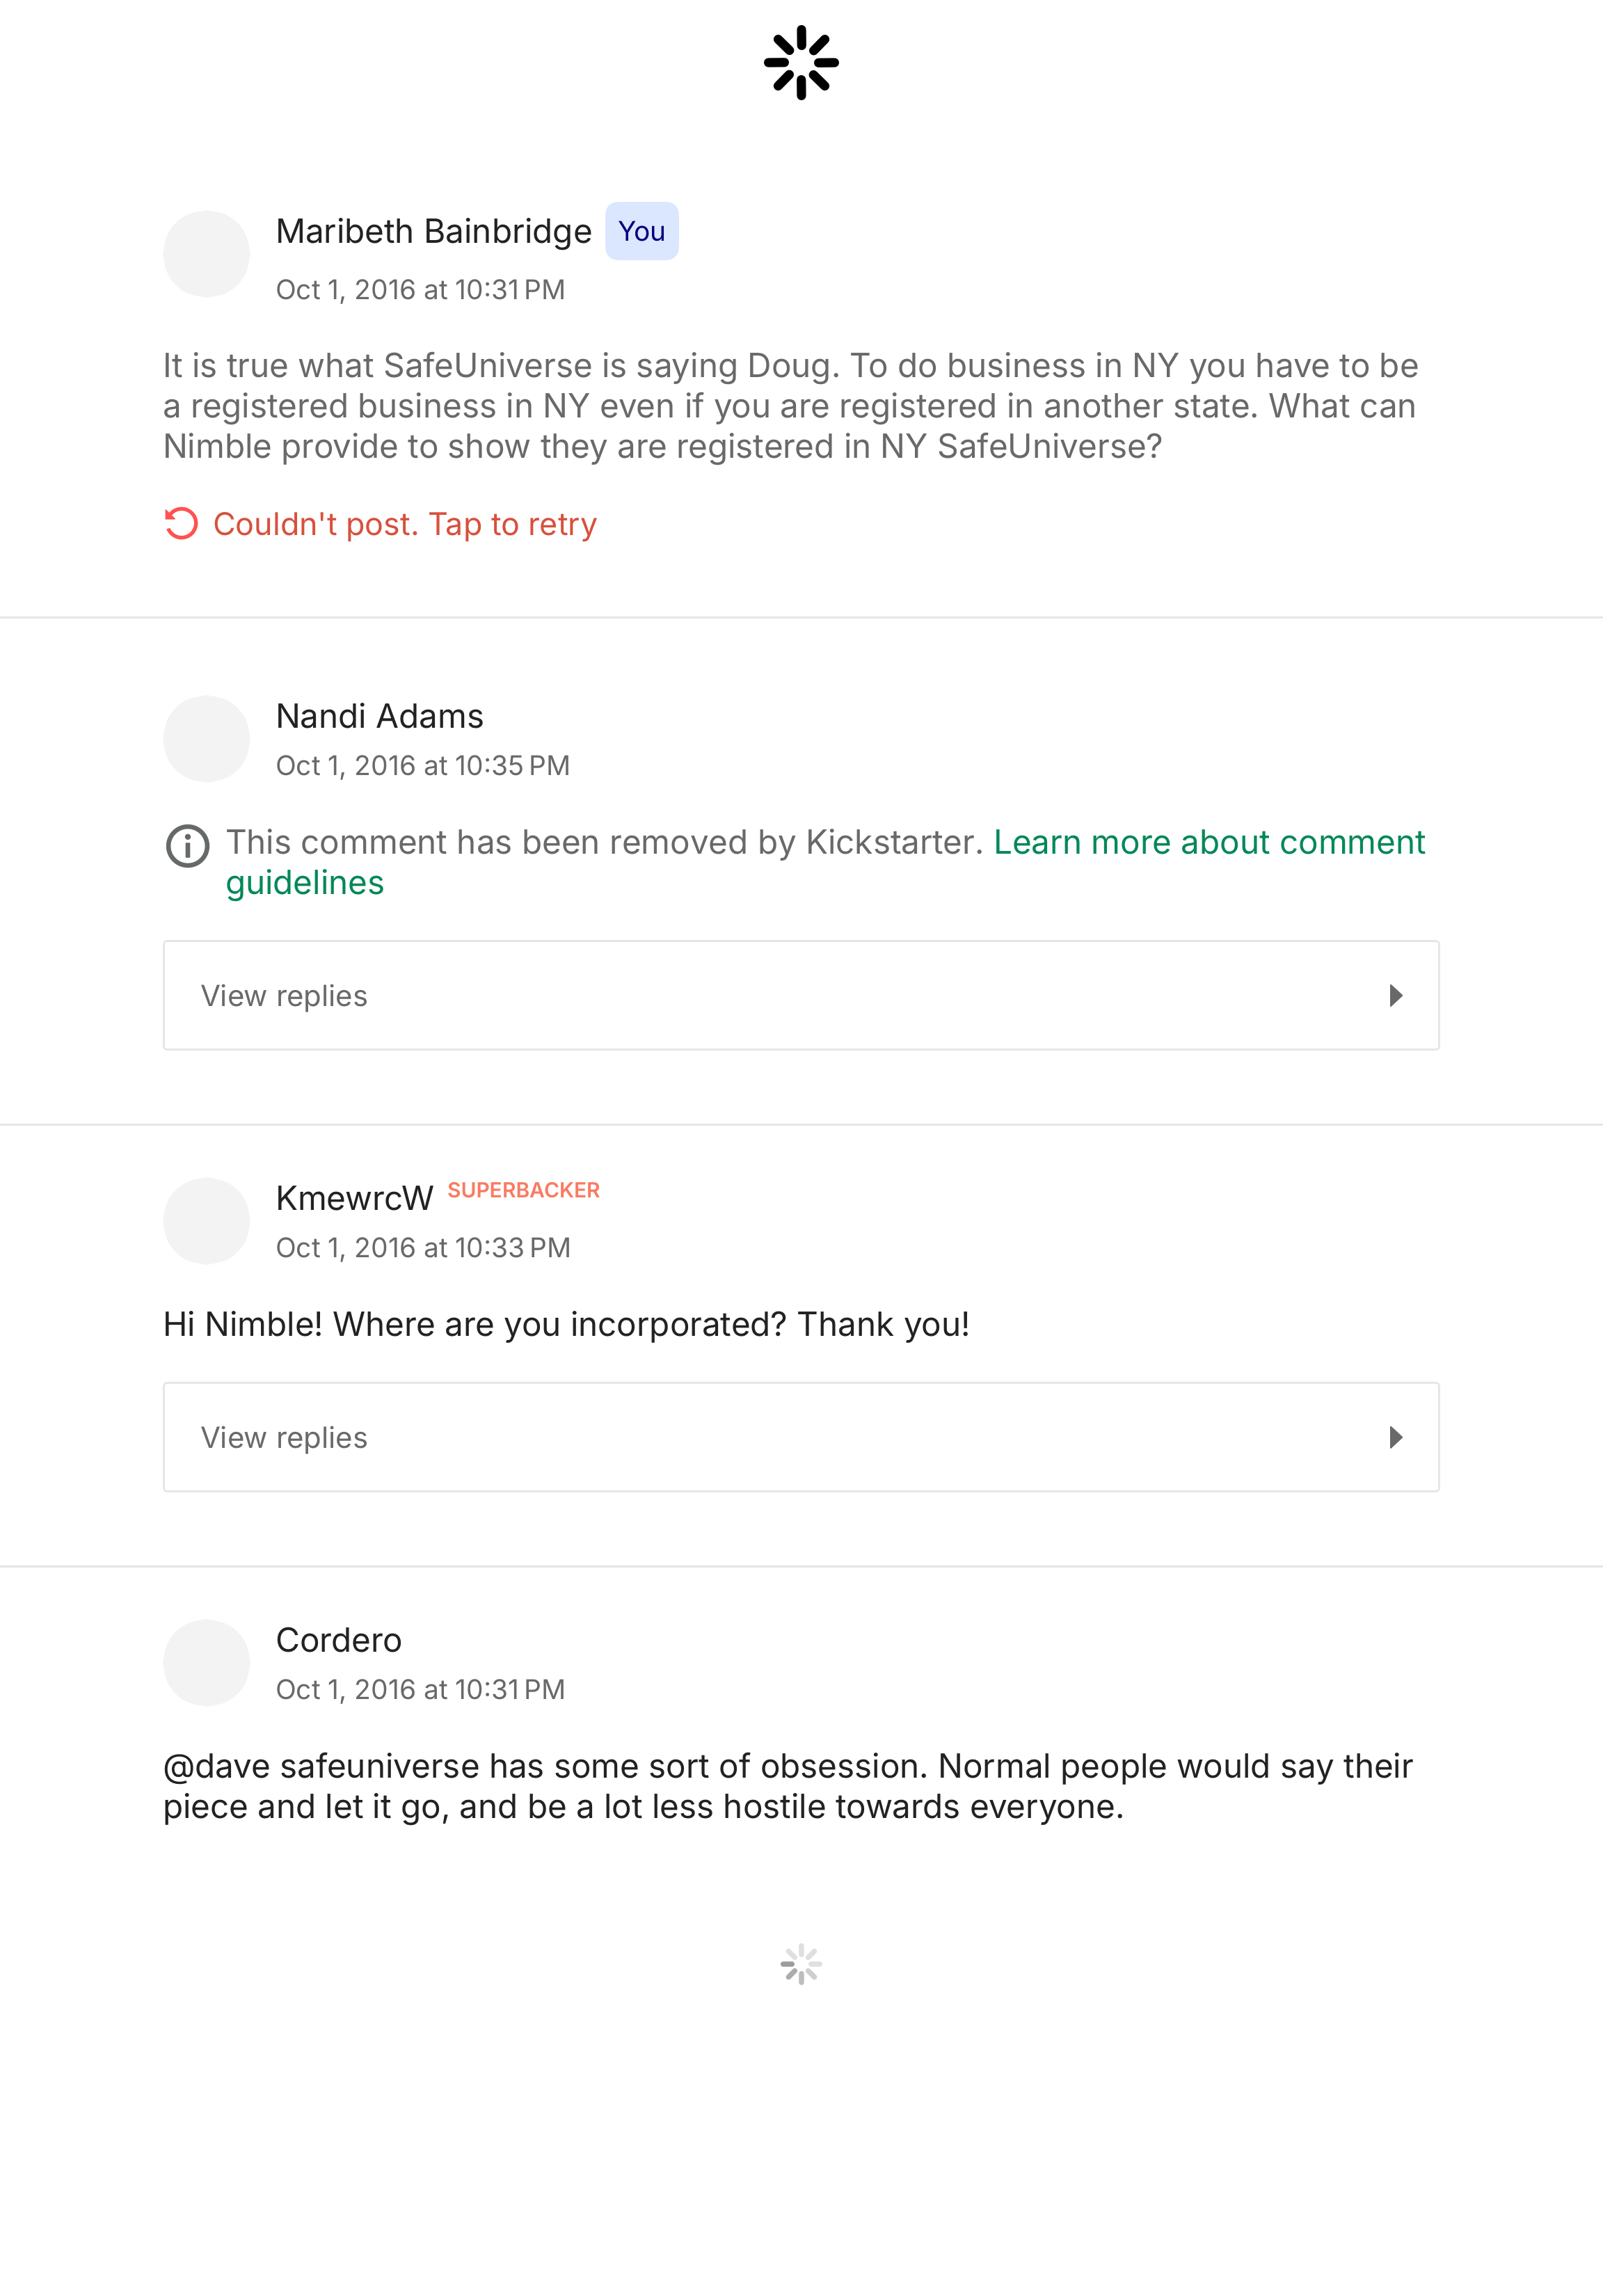 Maribeth Bainbridge You
Oct 1, 2016 at 10:31 PM
It is true what SafeUniverse is saying Doug. To do business in NY you have to be
a registered business in NY even if you are registered in another state. What can
Nimble provide to show they are registered in NY SafeUniverse?
Couldn't post. Tap to retry
Nandi Adams
Oct 1, 2016 at 10:35 PM
This comment has been removed by Kickstarter. Learn more about comment
guidelines
View replies
KmewrcW SUPERBACKER
Oct 1, 2016 at 10:33 PM
Hi Nimble! Where are you incorporated? Thank you!
View replies
Cordero
Oct 1, 2016 at 10:31 PM
@dave safeuniverse has some sort of obsession. Normal people would say their
piece and let it go, and be a lot less hostile towards everyone.